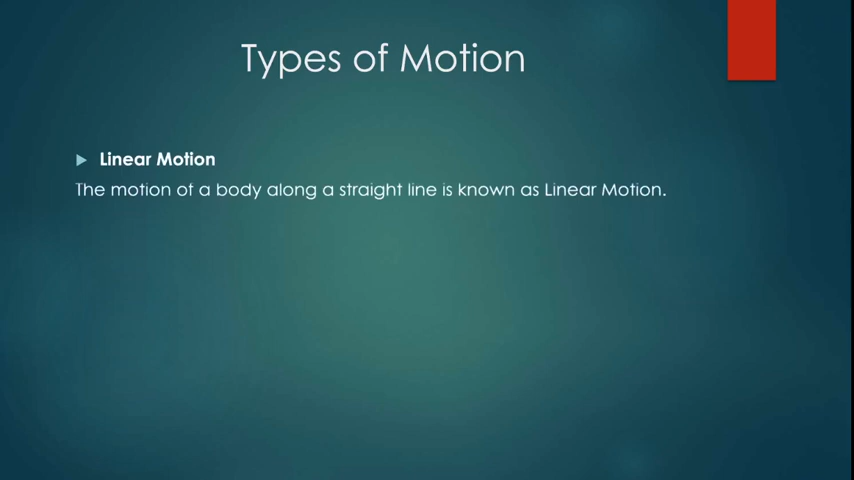 Types of Motion
Linear Motion
The motion of a body along a straight line is known as Linear Motion.